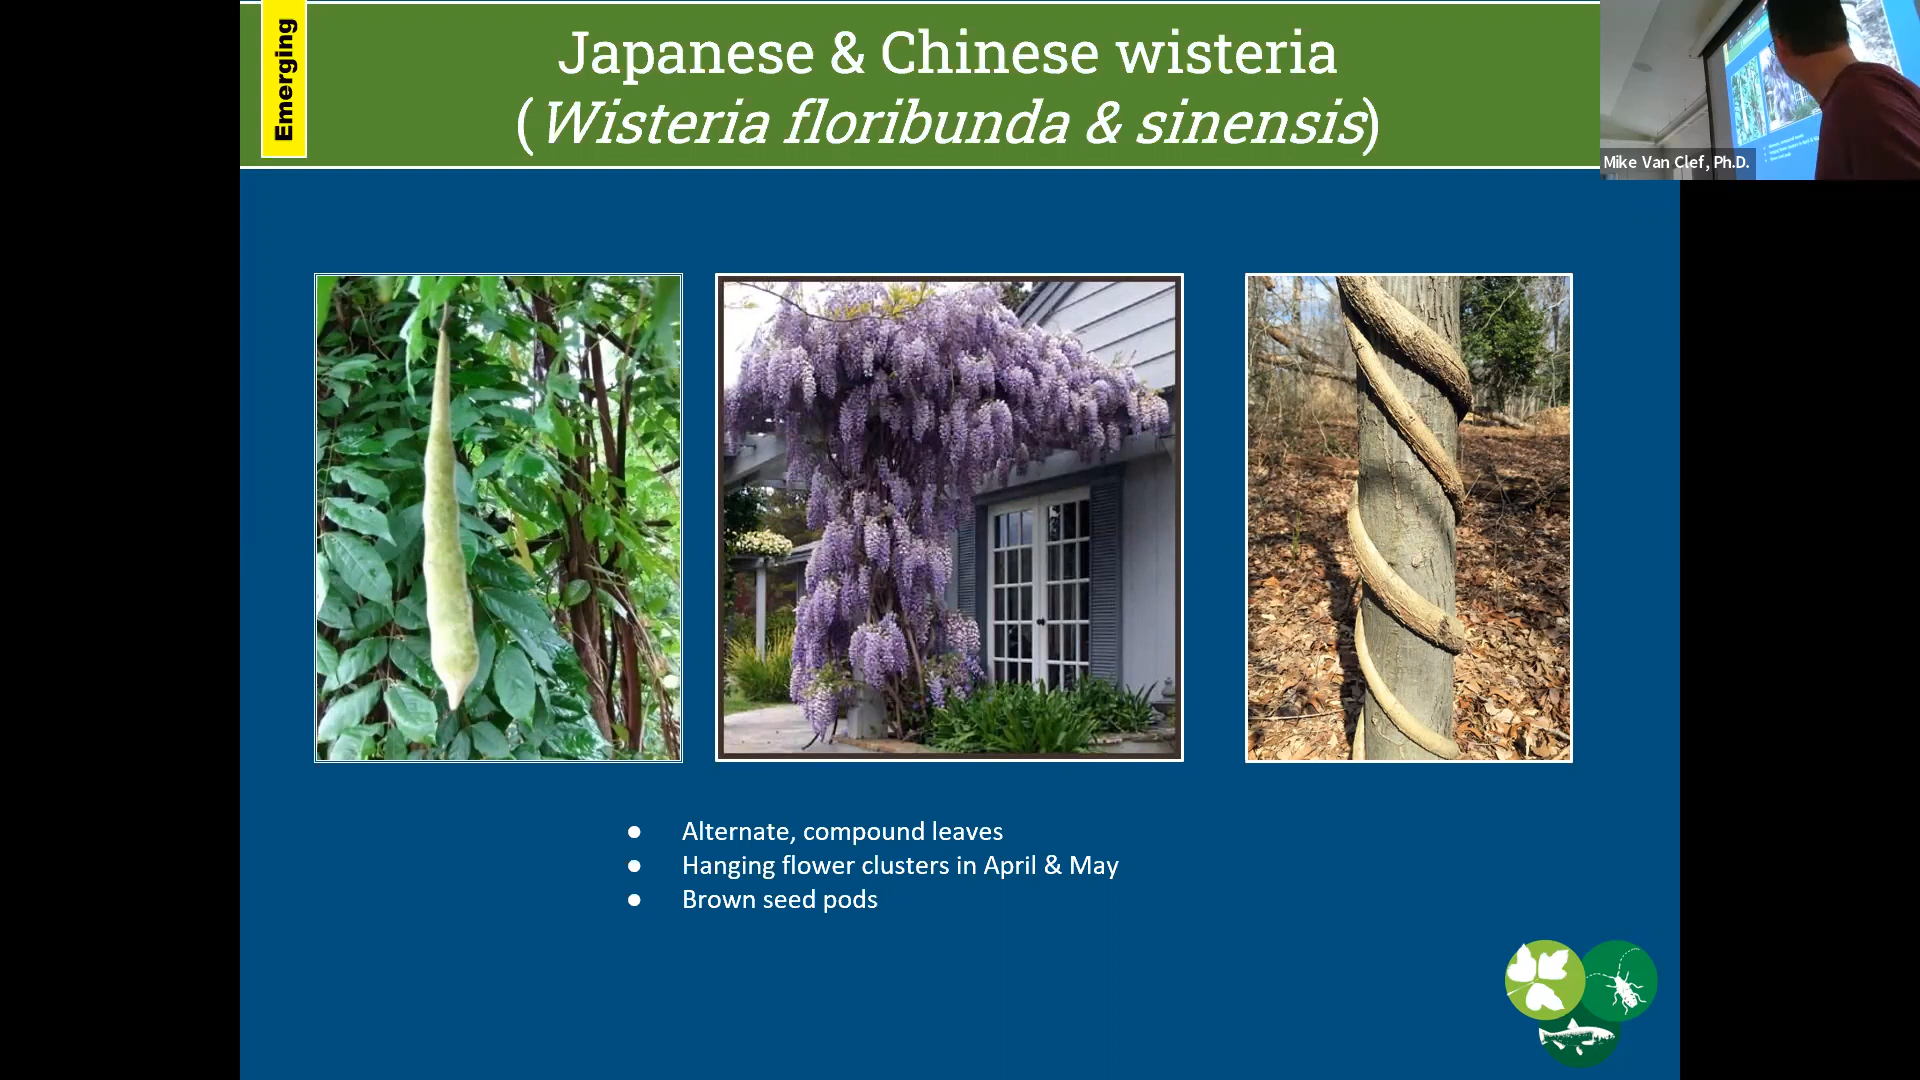 Emerging
Japanese & Chinese wisteria
(Wisteria floribunda & sinensis)
Mike Van Clef, Ph.D.
● Alternate, compound leaves
● Hanging flower clusters in April & May
● Brown seed pods